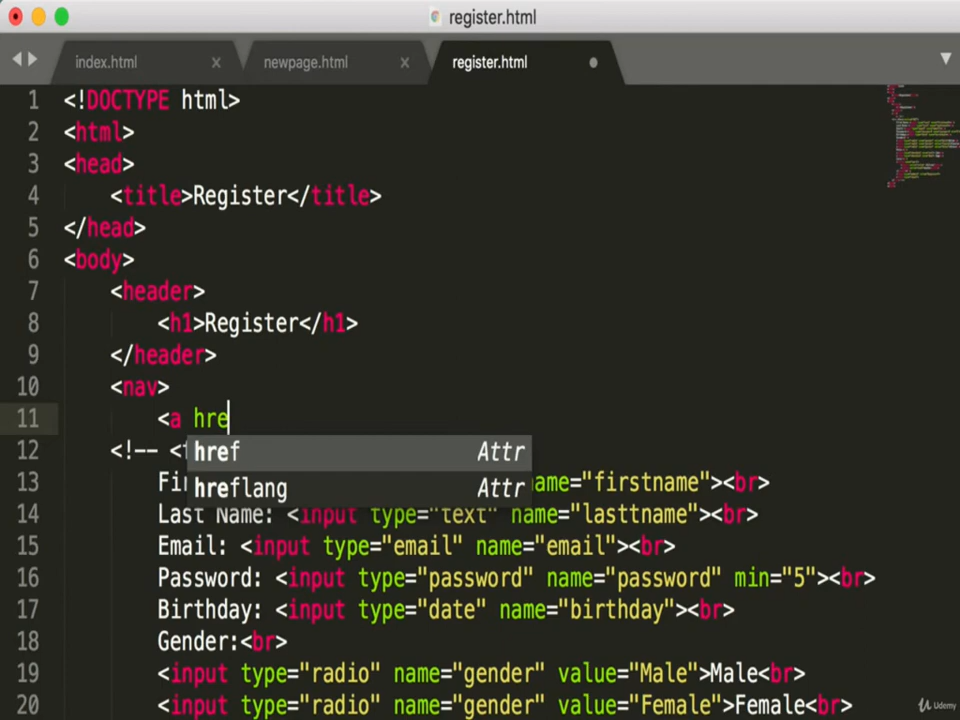 register.html
index.html × newpage.html × register.html
1 <!DOCTYPE html>
2 <html>
3 <head>
4 <title>Register</title>
5 </head>
6 <body>
7 <header>
8 <h1>Register</h1>
9 </header>
10 <nav>
11 <a hre
12 <!-- <
href Attr
13 Fir ame="firstname"><br>
hreflang Attr
14 Last Name: <input type="text" name="lasttname"><br>
15 Email: <input type="email" name="email"><br>
16 Password: <input type="password" name="password" min="5"><br>
17 Birthday: <input type="date" name="birthday"><br>
18 Gender:<br>
19 <input type="radio" name="gender" value="Male">Male<br>
20 <input type="radio" name="gender" value="Female">Female<br>
Udemy